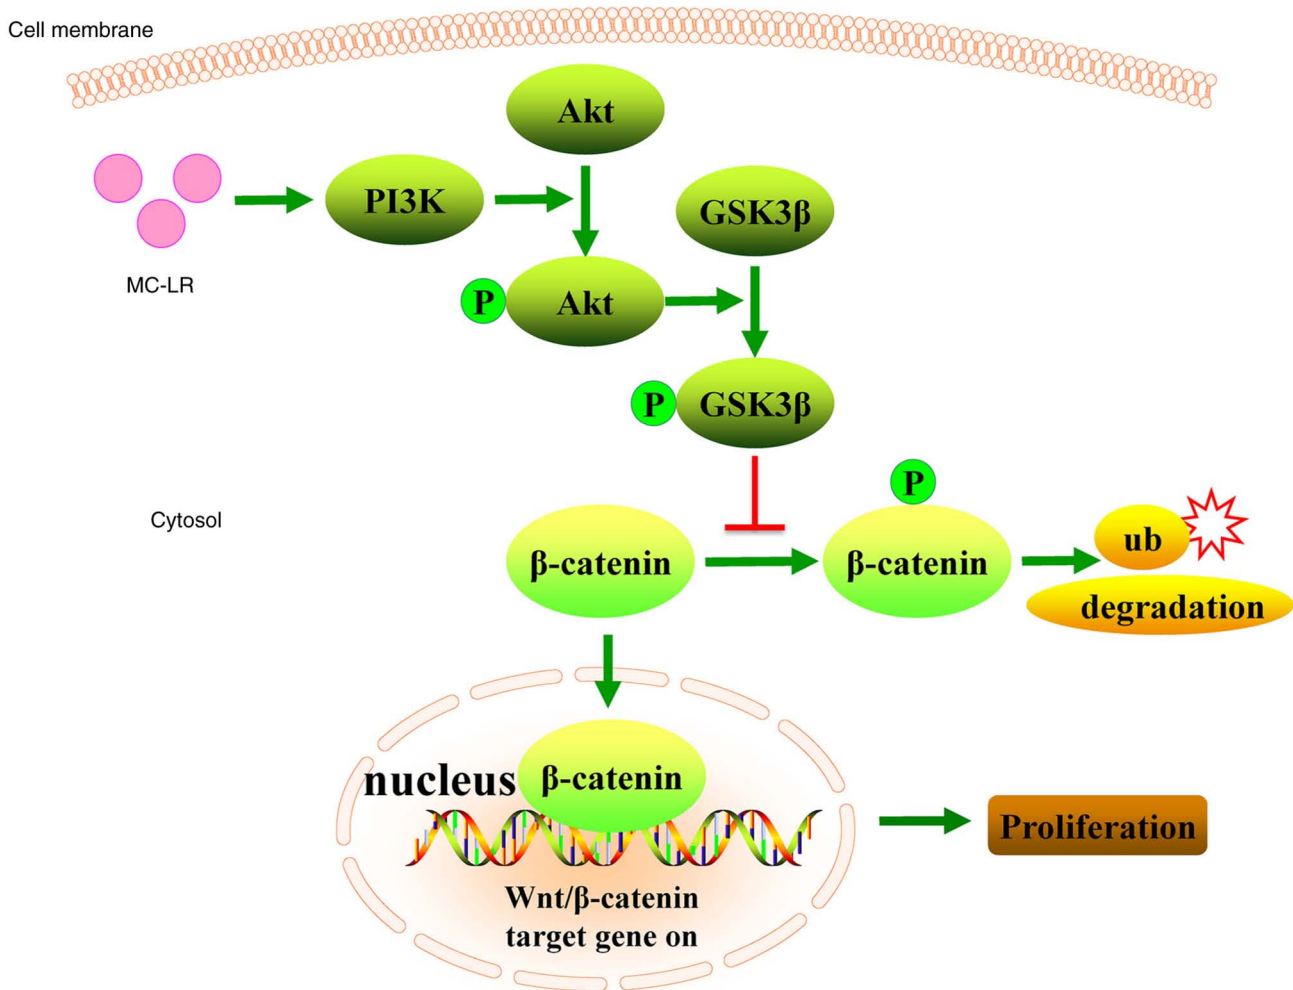 Cell membrane
Akt
PI3K
GSK3β
MC-LR
P
Akt
P
GSK3β
P
Cytosol
β-catenin
β-catenin
ub
degradation
nucleus
β-catenin
Proliferation
Wnt/β-catenin
target gene on